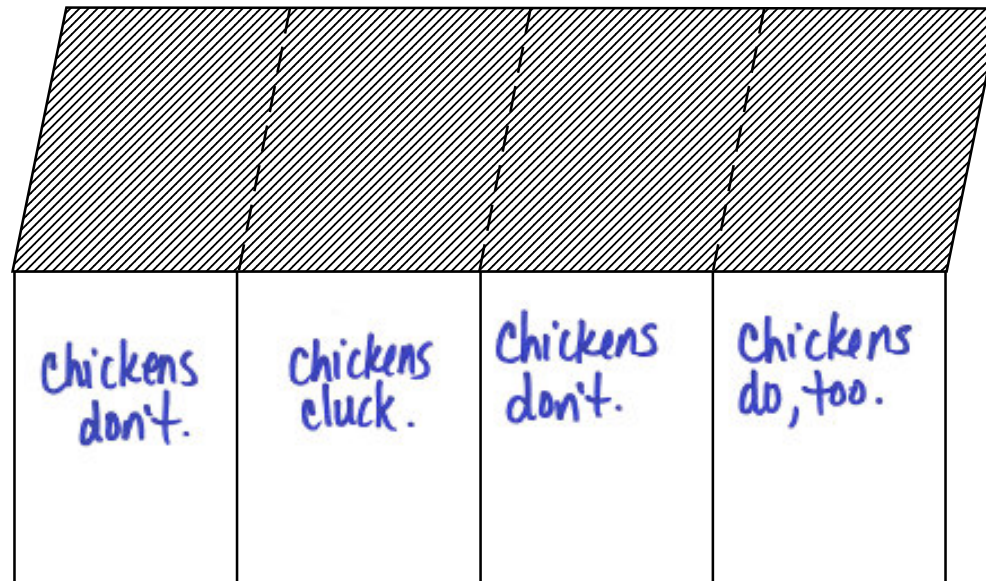 chickens
don't.
chickens
cluck.
chickens
don't.
chickens
do, too.